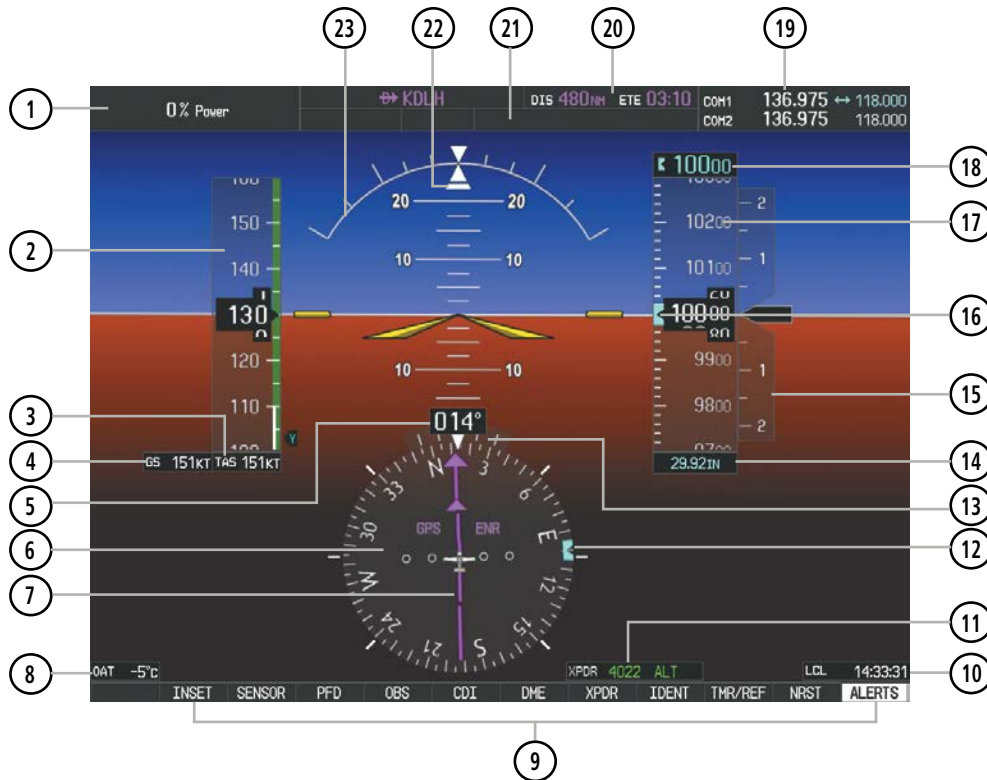 23 22 21 20 19
1 0% Power KDLH DIS 480NM ETE 03:10 COM1 136.975 ↔ 118.000
COM2 136.975 118.000
10000 18
20 20 2 17
150 10200
2
140 10 10 10100 1
130 10000 16
120 9900
10 10 1
110 9800 15
3 014° 2
Y
4 GS 151KT TAS 151KT 29.92IN 14
5 N 3 13
33 6
GPS ENR
6 30 E 12
7 W 12
24 15
21 S 11
8 OAT -5°C XPDR 4022 ALT LCL 14:33:31 10
INSET SENSOR PFD OBS CDI DME XPDR IDENT TMR/REF NRST ALERTS
9